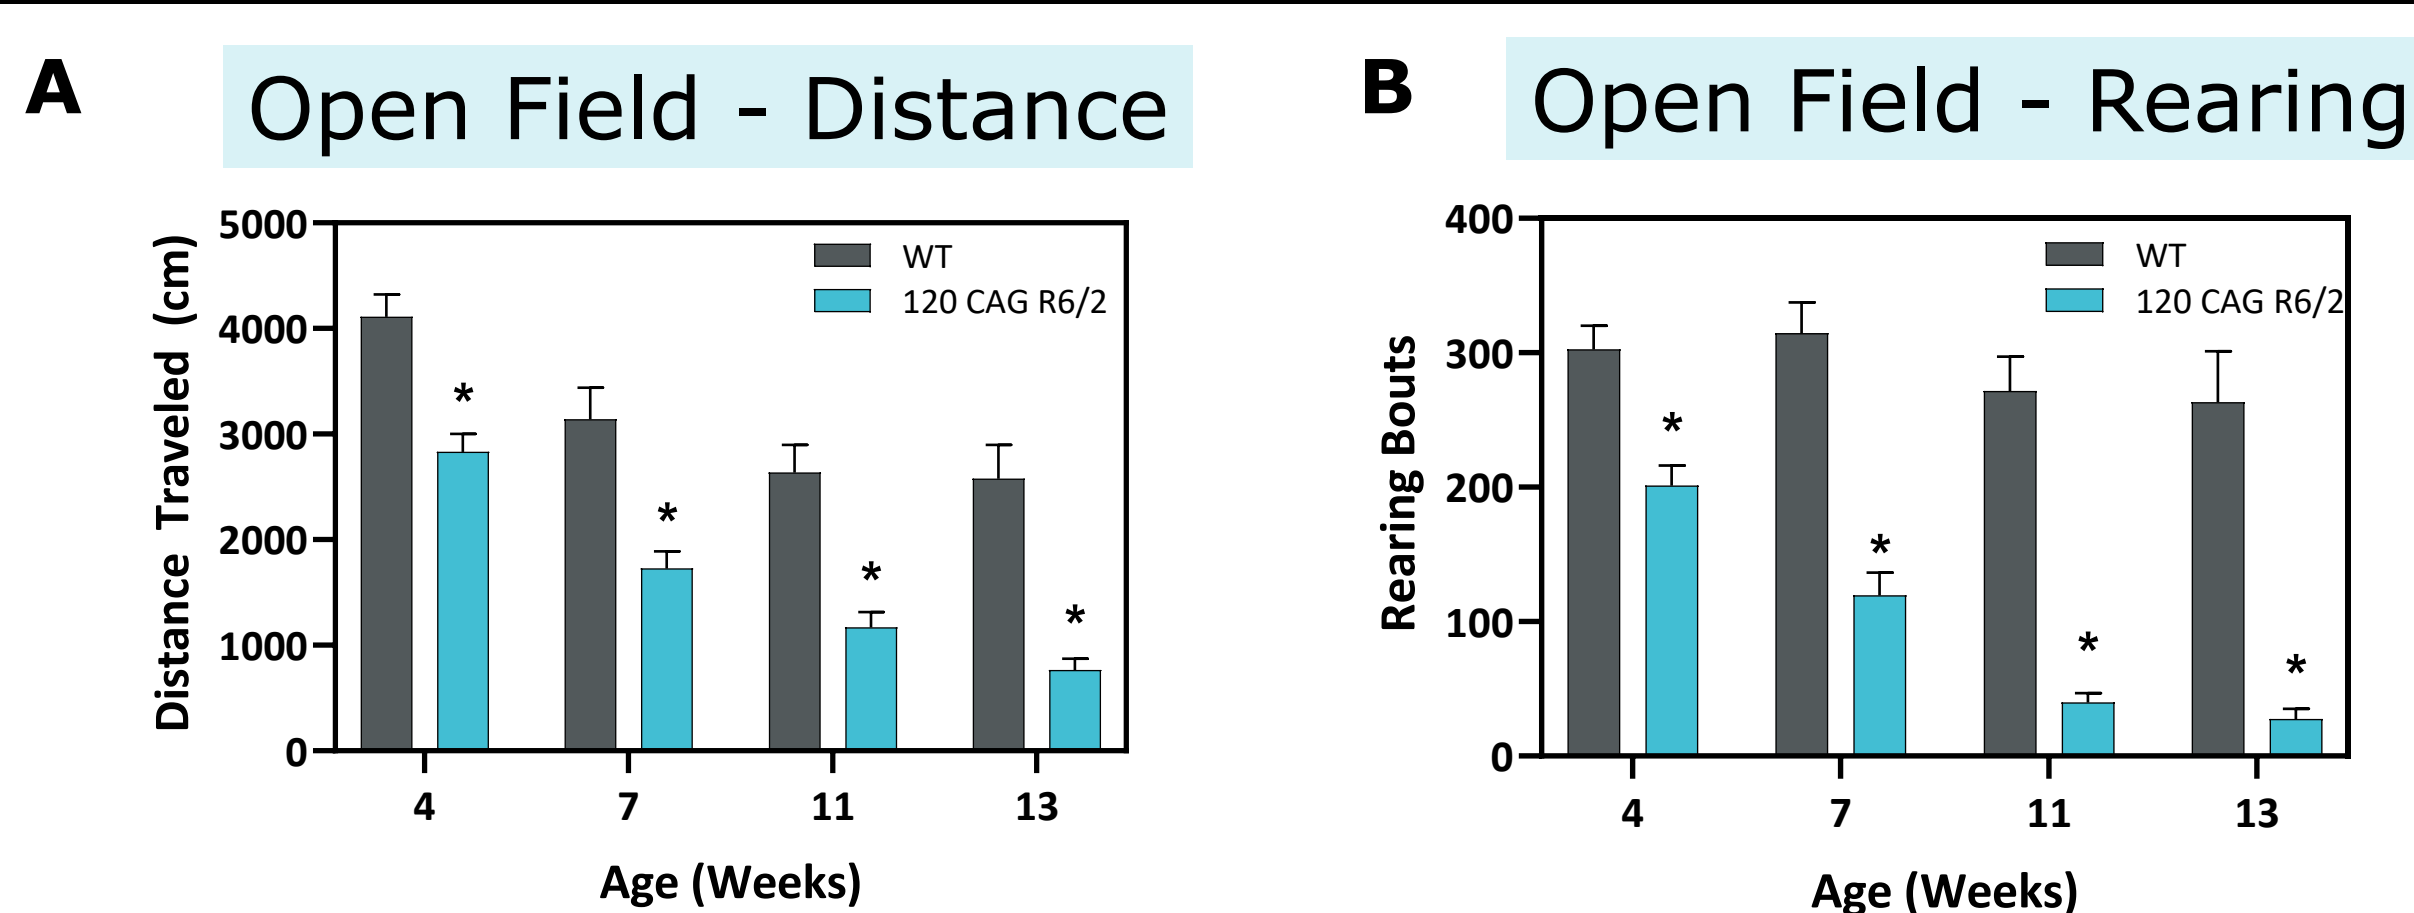 A
Open Field - Distance
5000
4000
3000
2000
1000
0
Distance Traveled (cm)
WT
120 CAG R6/2
*
*
*
*
4 7 11 13
Age (Weeks)
B
Open Field - Rearing
400
300
200
100
0
Rearing Bouts
WT
120 CAG R6/2
*
*
*
*
4 7 11 13
Age (Weeks)